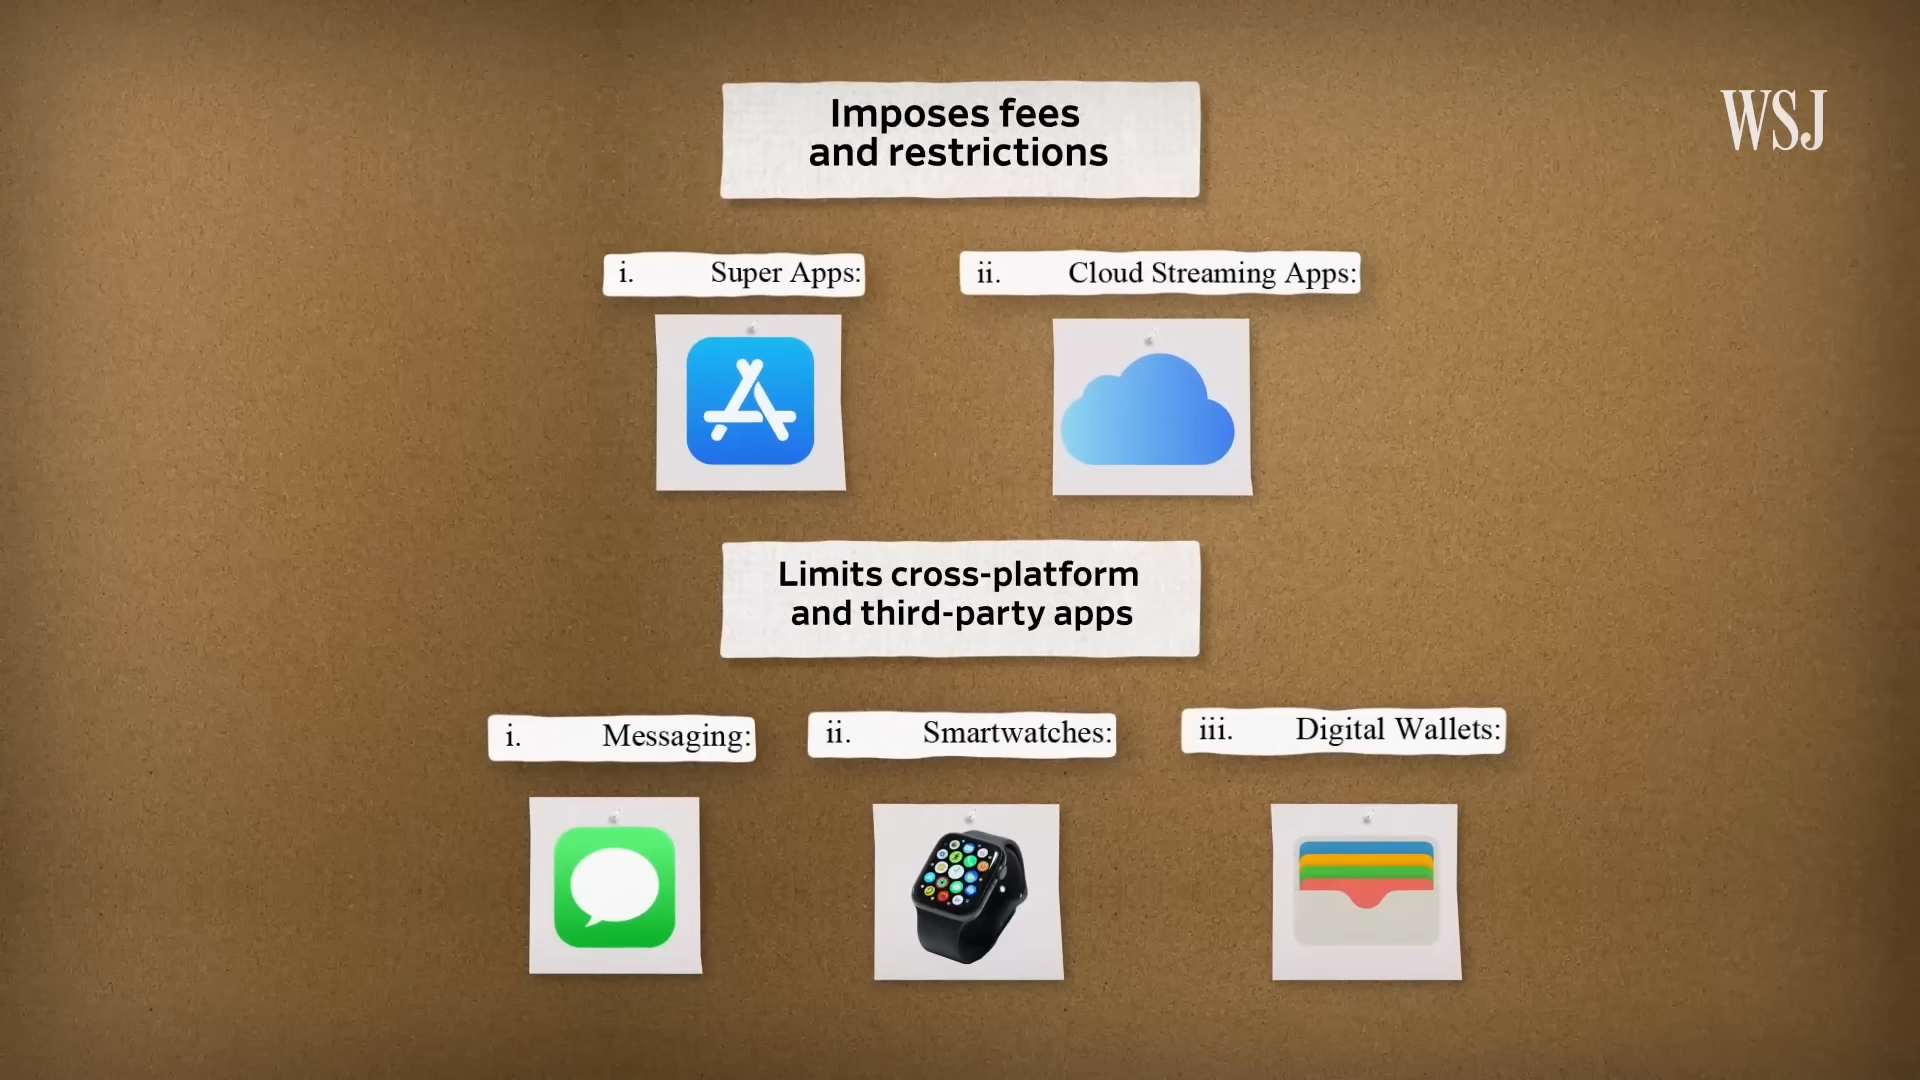 WSJ
Imposes fees
and restrictions
i. Super Apps:
ii. Cloud Streaming Apps:
Limits cross-platform
and third-party apps
i. Messaging:
ii. Smartwatches:
iii. Digital Wallets: